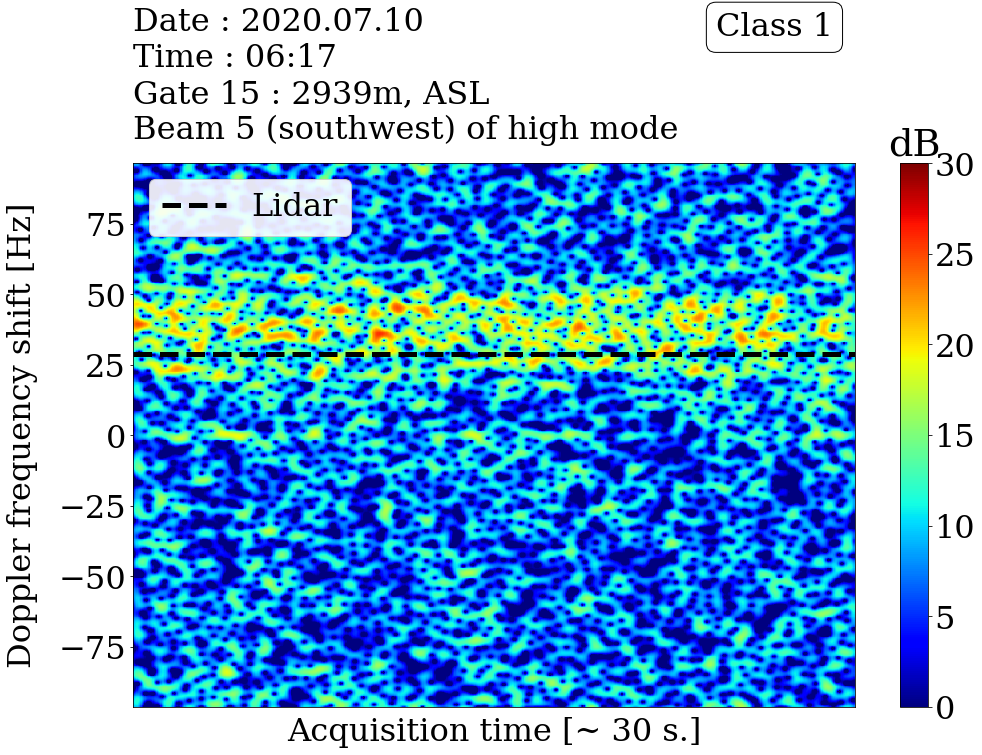 Date : 2020.07.10
Time : 06:17
Gate 15 : 2939m, ASL
Beam 5 (southwest) of high mode
Class 1
dB
Lidar
Doppler frequency shift [Hz]
75
50
25
0
−25
−50
−75
30
25
20
15
10
5
0
Acquisition time [~ 30 s.]